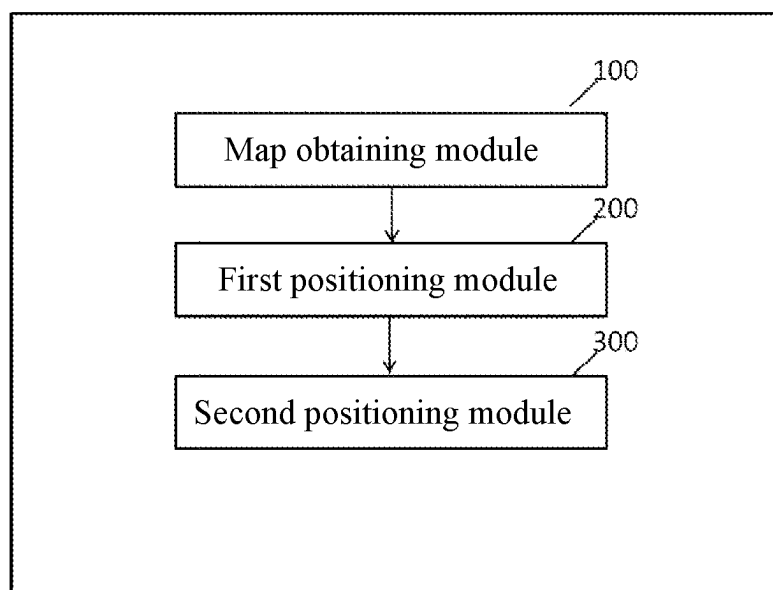 100
Map obtaining module
200
First positioning module
300
Second positioning module